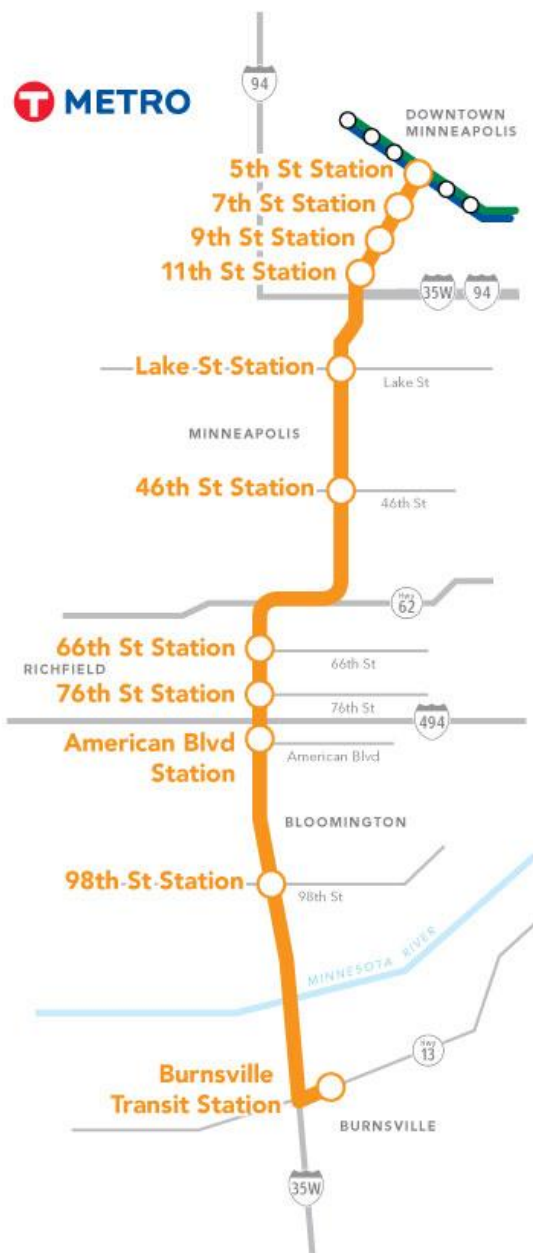 94
T METRO
DOWNTOWN
MINNEAPOLIS
5th St Station
7th St Station
9th St Station
11th St Station
35W 94
Lake St Station
Lake St
MINNEAPOLIS
46th St Station
46th St
Hwy
62
66th St Station
RICHFIELD
66th St
76th St Station
76th St
494
American Blvd
Station
American Blvd
BLOOMINGTON
98th St Station
98th St
MINNESOTA RIVER
Hwy
13
Burnsville
Transit Station
BURNSVILLE
35W